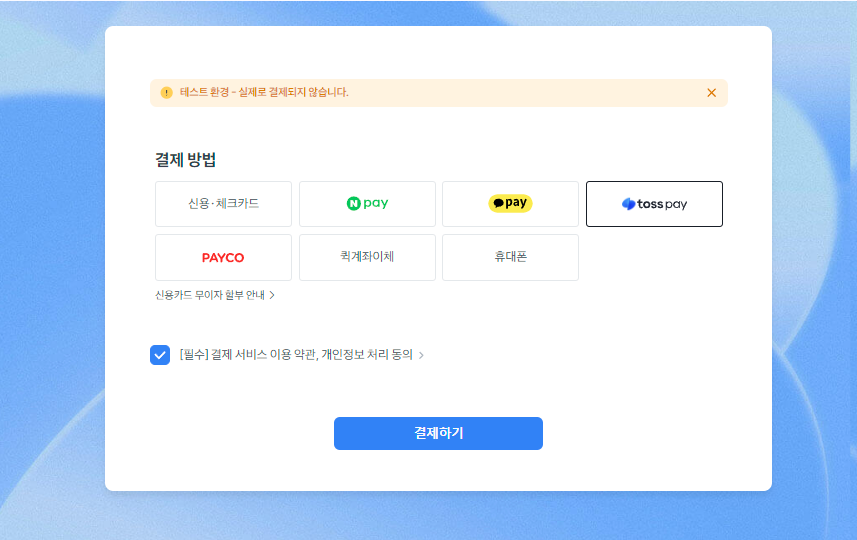 테스트 환경 - 실제로 결제되지 않습니다.
결제 방법
신용·체크카드
N pay
pay
toss pay
PAYCO
퀵계좌이체
휴대폰
신용카드 무이자 할부 안내 >
[필수] 결제 서비스 이용 약관, 개인정보 처리 동의 >
결제하기